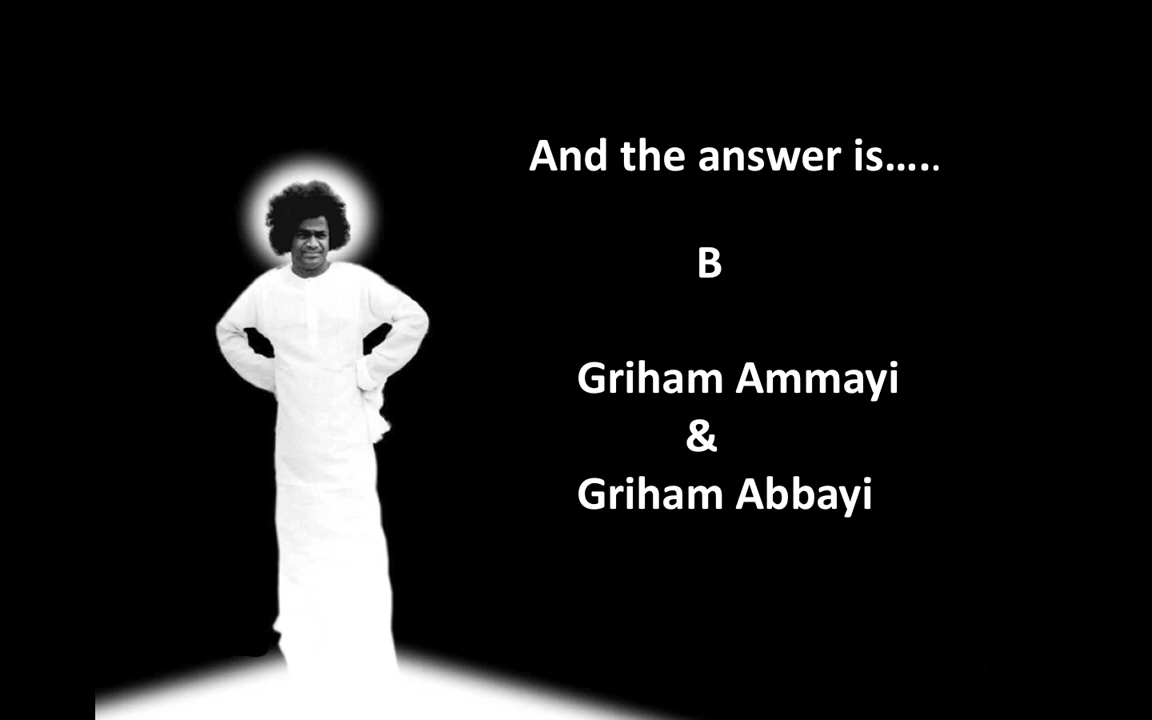 And the answer is.....
B
Griham Ammayi
&
Griham Abbayi